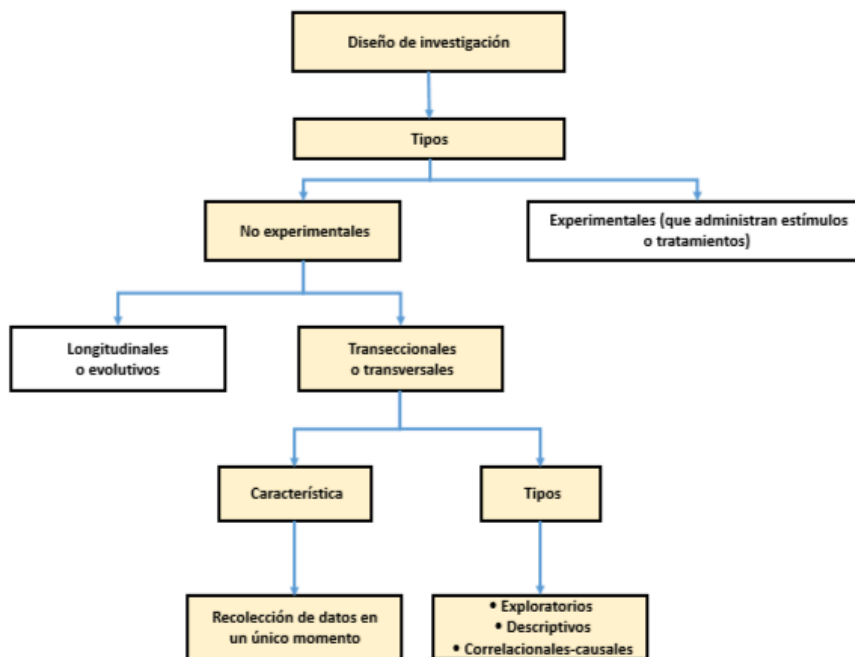 Diseño de investigación
Tipos
No experimentales
Experimentales (que administran estímulos
o tratamientos)
Longitudinales
o evolutivos
Transeccionales
o transversales
Característica
Tipos
Recolección de datos en
un único momento
• Exploratorios
• Descriptivos
• Correlacionales-causales